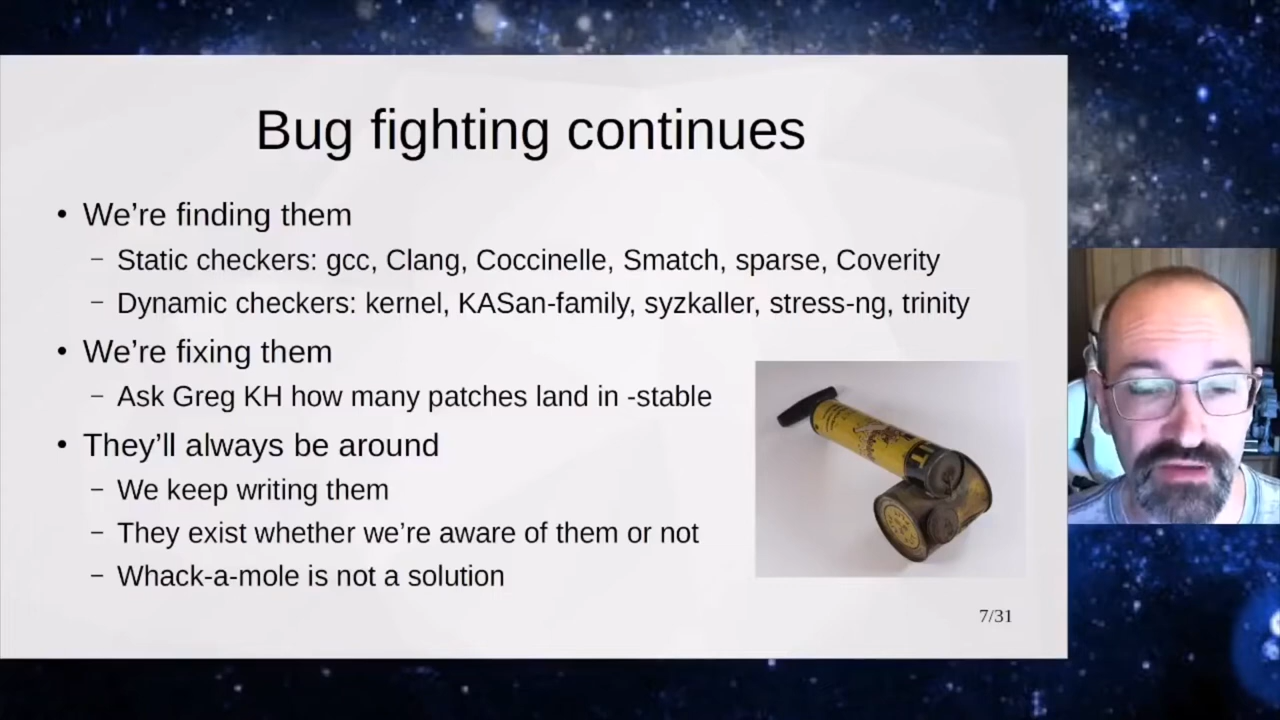 Bug fighting continues
• We’re finding them
– Static checkers: gcc, Clang, Coccinelle, Smatch, sparse, Coverity
– Dynamic checkers: kernel, KASan-family, syzkaller, stress-ng, trinity
• We’re fixing them
– Ask Greg KH how many patches land in -stable
• They’ll always be around
– We keep writing them
– They exist whether we’re aware of them or not
– Whack-a-mole is not a solution
7/31